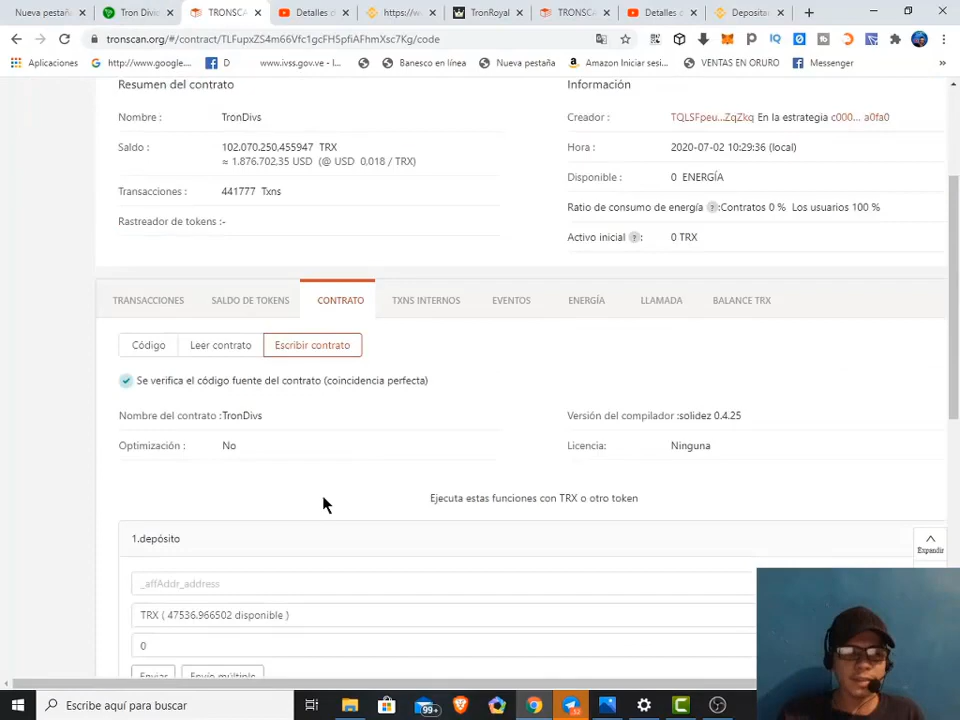 Nueva pestaña
Tron Divid
TRONSCA
Detalles c
https://w
TronRoyal
TRONSC
Detalles c
Depositar
tronscan.org/#/contract/TLFupxZS4m66Vfc1gcFHSpfiAFhmXsc7Kg/code
Aplicaciones
http://www.google....
D
www.ivss.gov.ve - I...
Banesco en línea
Nueva pestaña
Amazon Iniciar sesi...
VENTAS EN ORURO
Messenger
»
Resumen del contrato
Información
Nombre :
TronDivs
Creador :
TQLSFpeu...ZqZkq En la estrategia c000... a0fa0
Saldo :
102.070.250,455947 TRX
≈ 1.876.702,35 USD (@ USD 0,018 / TRX)
Hora :
2020-07-02 10:29:36 (local)
Disponible :
0 ENERGÍA
Transacciones :
441777 Txns
Ratio de consumo de energía ? :Contratos 0 % Los usuarios 100 %
Rastreador de tokens :-
Activo inicial ? :
0 TRX
TRANSACCIONES
SALDO DE TOKENS
CONTRATO
TXNS INTERNOS
EVENTOS
ENERGÍA
LLAMADA
BALANCE TRX
Código
Leer contrato
Escribir contrato
Se verifica el código fuente del contrato (coincidencia perfecta)
Nombre del contrato :TronDivs
Versión del compilador :solidez 0.4.25
Optimización :
No
Licencia:
Ninguna
Ejecuta estas funciones con TRX o otro token
1.depósito
Expandir
_affAddr_address
TRX ( 47536.966502 disponible )
0
Enviar
Envío múltiple
Escribe aquí para buscar
99+